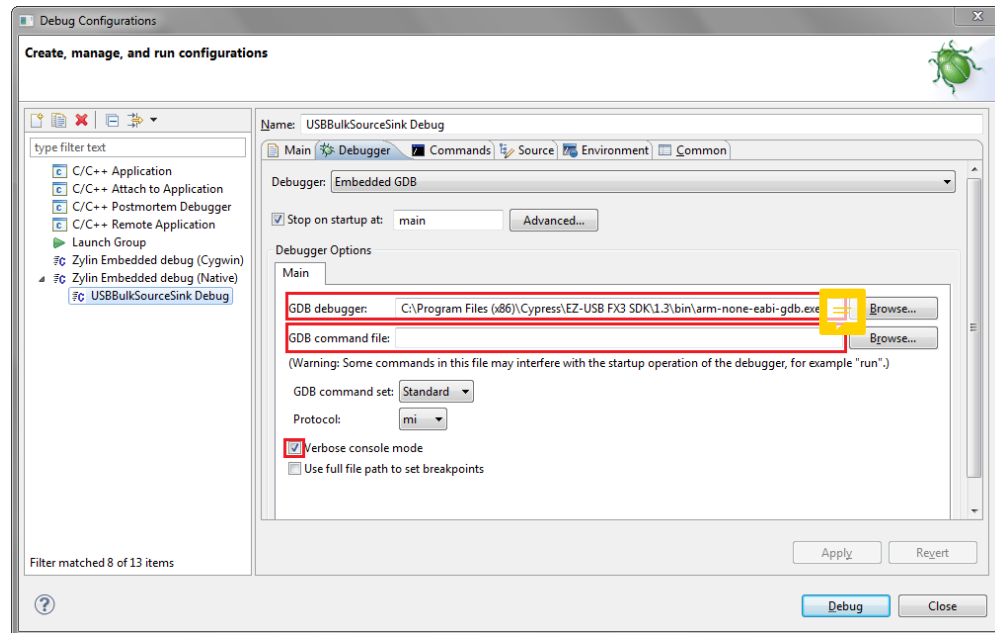 Debug Configurations
Create, manage, and run configurations
type filter text
C/C++ Application
C/C++ Attach to Application
C/C++ Postmortem Debugger
C/C++ Remote Application
Launch Group
Zylin Embedded debug (Cygwin)
Zylin Embedded debug (Native)
USBBulkSourceSink Debug
Filter matched 8 of 13 items
Name: USBBulkSourceSink Debug
Main Debugger Commands Source Environment Common
Debugger: Embedded GDB
Stop on startup at: main Advanced...
Debugger Options
Main
GDB debugger: C:\Program Files (x86)\Cypress\EZ-USB FX3 SDK\1.3\bin\arm-none-eabi-gdb.exe Browse...
GDB command file: Browse...
(Warning: Some commands in this file may interfere with the startup operation of the debugger, for example "run".)
GDB command set: Standard
Protocol: mi
Verbose console mode
Use full file path to set breakpoints
Apply Revert
Debug Close